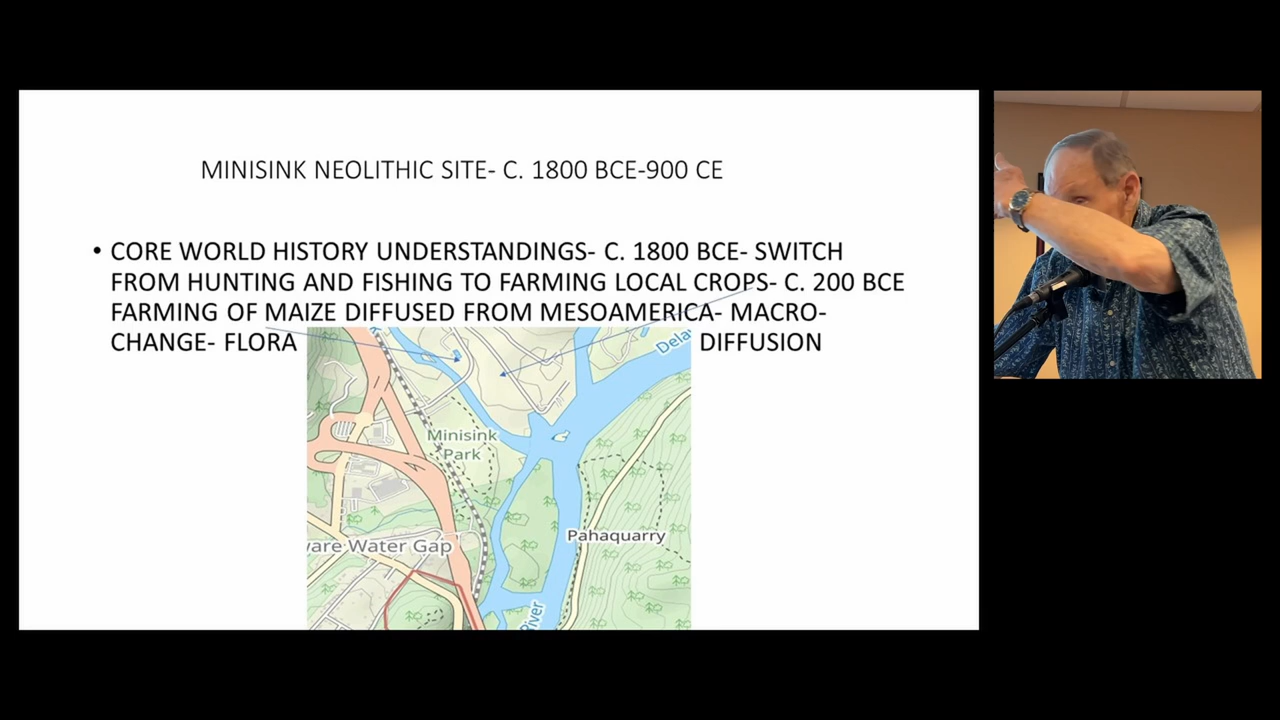 MINISINK NEOLITHIC SITE- C. 1800 BCE-900 CE
• CORE WORLD HISTORY UNDERSTANDINGS- C. 1800 BCE- SWITCH
FROM HUNTING AND FISHING TO FARMING LOCAL CROPS- C. 200 BCE
FARMING OF MAIZE DIFFUSED FROM MESOAMERICA- MACRO-
CHANGE- FLORA DIFFUSION
Dela
Minisink
Park
Pahaquarry
ware Water Gap
River